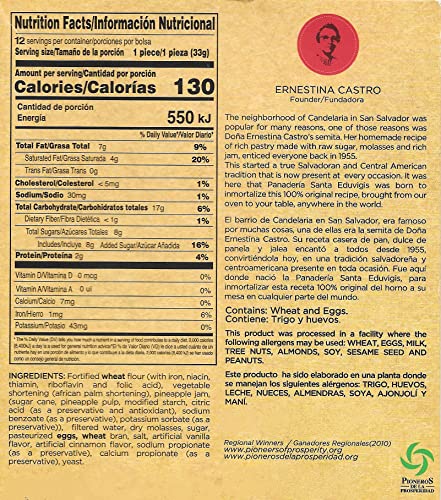 Nutrition Facts/Información Nutricional
12 servings per container/porciones por bolsa
Serving size/Tamaño de la porción 1 piece/1 pieza (33g)
Amount per serving/Cantidad por porción
Calories/Calorías 130
Cantidad de porción
Energía 550 kJ
% Daily Value*/Valor Diario*
Total Fat/Grasa Total 7g 9%
Saturated Fat/Grasa Saturada 4g 20%
Trans Fat/Grasa Trans 0g
Cholesterol/Colesterol < 5mg 1%
Sodium/Sodio 30mg 1%
Total Carbohydrate/Carbohidratos totales 17g 6%
Dietary Fiber/Fibra Dietética < 1g 1%
Total Sugars/Azúcares Totales 8g
Includes/Incluye 8g Added Sugar/Azúcar Añadida 16%
Protein/Proteína 2g 4%
Vitamin D/Vitamina D 0 mcg 0%
Vitamin A/Vitamina A 0 ui 0%
Calcium/Calcio 7mg 0%
Iron/Hierro 1mg 6%
Potassium/Potasio 43mg 0%
INGREDIENTS: Fortified wheat flour (with iron, niacin,
thiamin, riboflavin and folic acid), vegetable
shortening (african palm shortening), pineapple jam,
(sugar cane, pineapple pulp, modified starch, citric
acid (as a preservative and antioxidant), sodium
benzoate (as a preservative), potassium sorbate (as a
preservative)), filtered water, dry molasses, sugar,
pasteurized eggs, wheat bran, salt, artificial vanilla
flavor, artificial cinnamon flavor, sodium propionate
(as a preservative), sodium bicarbonate, calcium
propionate (as a preservative), yeast.
ERNESTINA CASTRO
Founder/Fundadora
The neighborhood of Candelaria in San Salvador was
popular for many reasons, one of those reasons was
Doña Ernestina Castro's semita. Her homemade recipe
of rich pastry made with raw sugar, molasses and rich
jam, enticed everyone back in 1955.
This started a true Salvadoran and Central American
tradition that is now present at every occasion. It was
here that Panadería Santa Eduvigis was born to
inmortalize this 100% original recipe, brought from our
oven to your table, anywhere in the world.
El barrio de Candelaria en San Salvador, era famoso
por muchas cosas, una de ellas era la semita de Doña
Ernestina Castro. Su receta casera de pan, dulce de
panela y jalea encantó a todos desde 1955,
convirtiéndola hoy, en una tradición salvadoreña y
centroamericana presente en toda ocasión. Fue aquí
donde nació la Panadería Santa Eduvigis, para
inmortalizar esta receta 100% original del horno a su
mesa en cualquier parte del mundo.
Contains: Wheat and Eggs.
Contiene: Trigo y huevos.
This product was processed in a facility where the
following allergens may be used: WHEAT, EGGS, MILK,
TREE NUTS, ALMONDS, SOY, SESAME SEED AND
PEANUTS.
Este producto ha sido elaborado en una planta donde
se manejan los siguientes alérgenos: TRIGO, HUEVOS,
LECHE, NUECES, ALMENDRAS, SOYA, AJONJOLÍ Y
MANÍ.
Regional Winners / Ganadores Regionales(2010)
www.pioneersofprosperity.org
www.pionerosdelaprosperidad.org
PIONEROS
DE LA
PROSPERIDAD